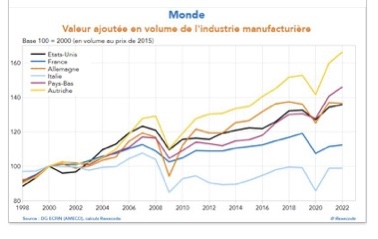 Monde
Valeur ajoutée en volume de l'industrie manufacturière
Base 100 = 2000 (en volume au prix de 2015)
États-Unis
France
Allemagne
Italie
Pays-Bas
Autriche
160
140
120
100
80
1998 2000 2002 2004 2006 2008 2010 2012 2014 2016 2018 2020 2022
Source : DG ECFIN (AMECO), calculs Rexecode
© Rexecode